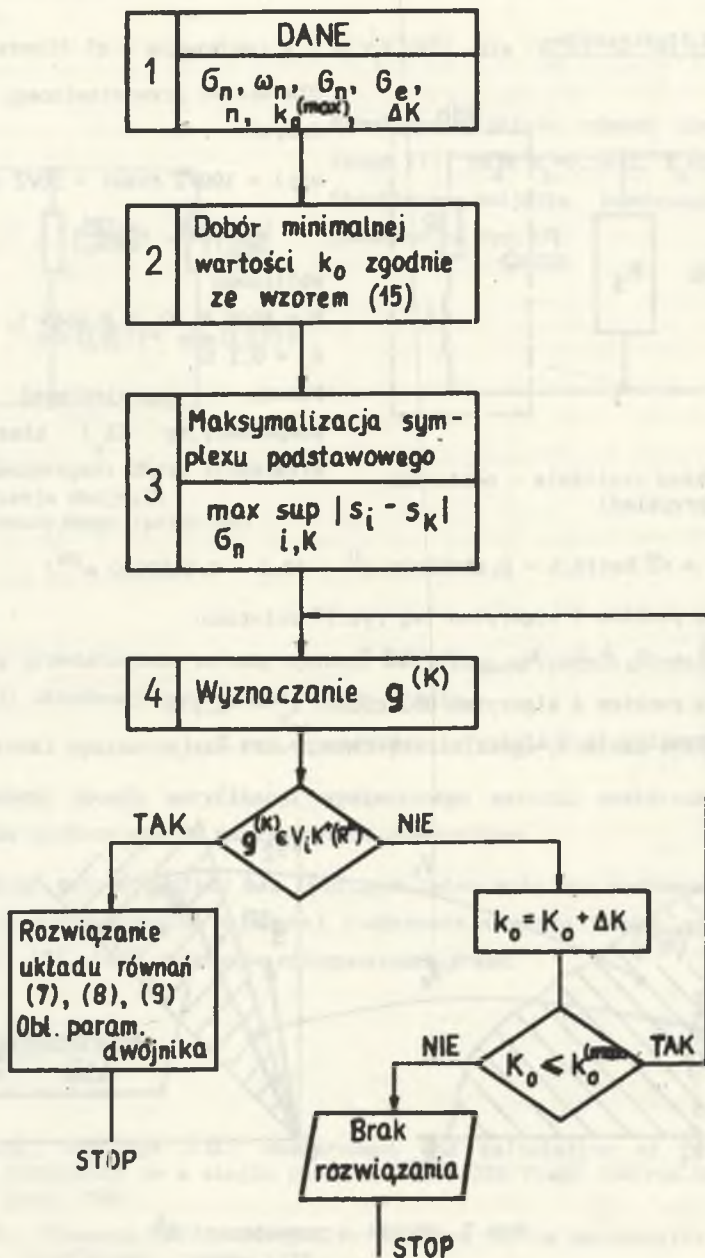 1
DANE
σₙ, ωₙ, Gₙ, Gₑ,
n, k₀⁽ᵐᵃˣ⁾, ΔK
2
Dobór minimalnej
wartości k₀ zgodnie
ze wzorem (15)
3
Maksymalizacja sym-
plexu podstawowego
max sup | sᵢ - s_K |
σₙ i,K
4
Wyznaczanie g⁽ᴷ⁾
TAK
NIE
Rozwiązanie
układu równań
(7), (8), (9)
Obl. param.
dwójnika
STOP
k₀ = K₀ + ΔK
NIE
K₀ ⩽ k₀⁽ᵐᵃˣ⁾
TAK
Brak
rozwiązania
STOP